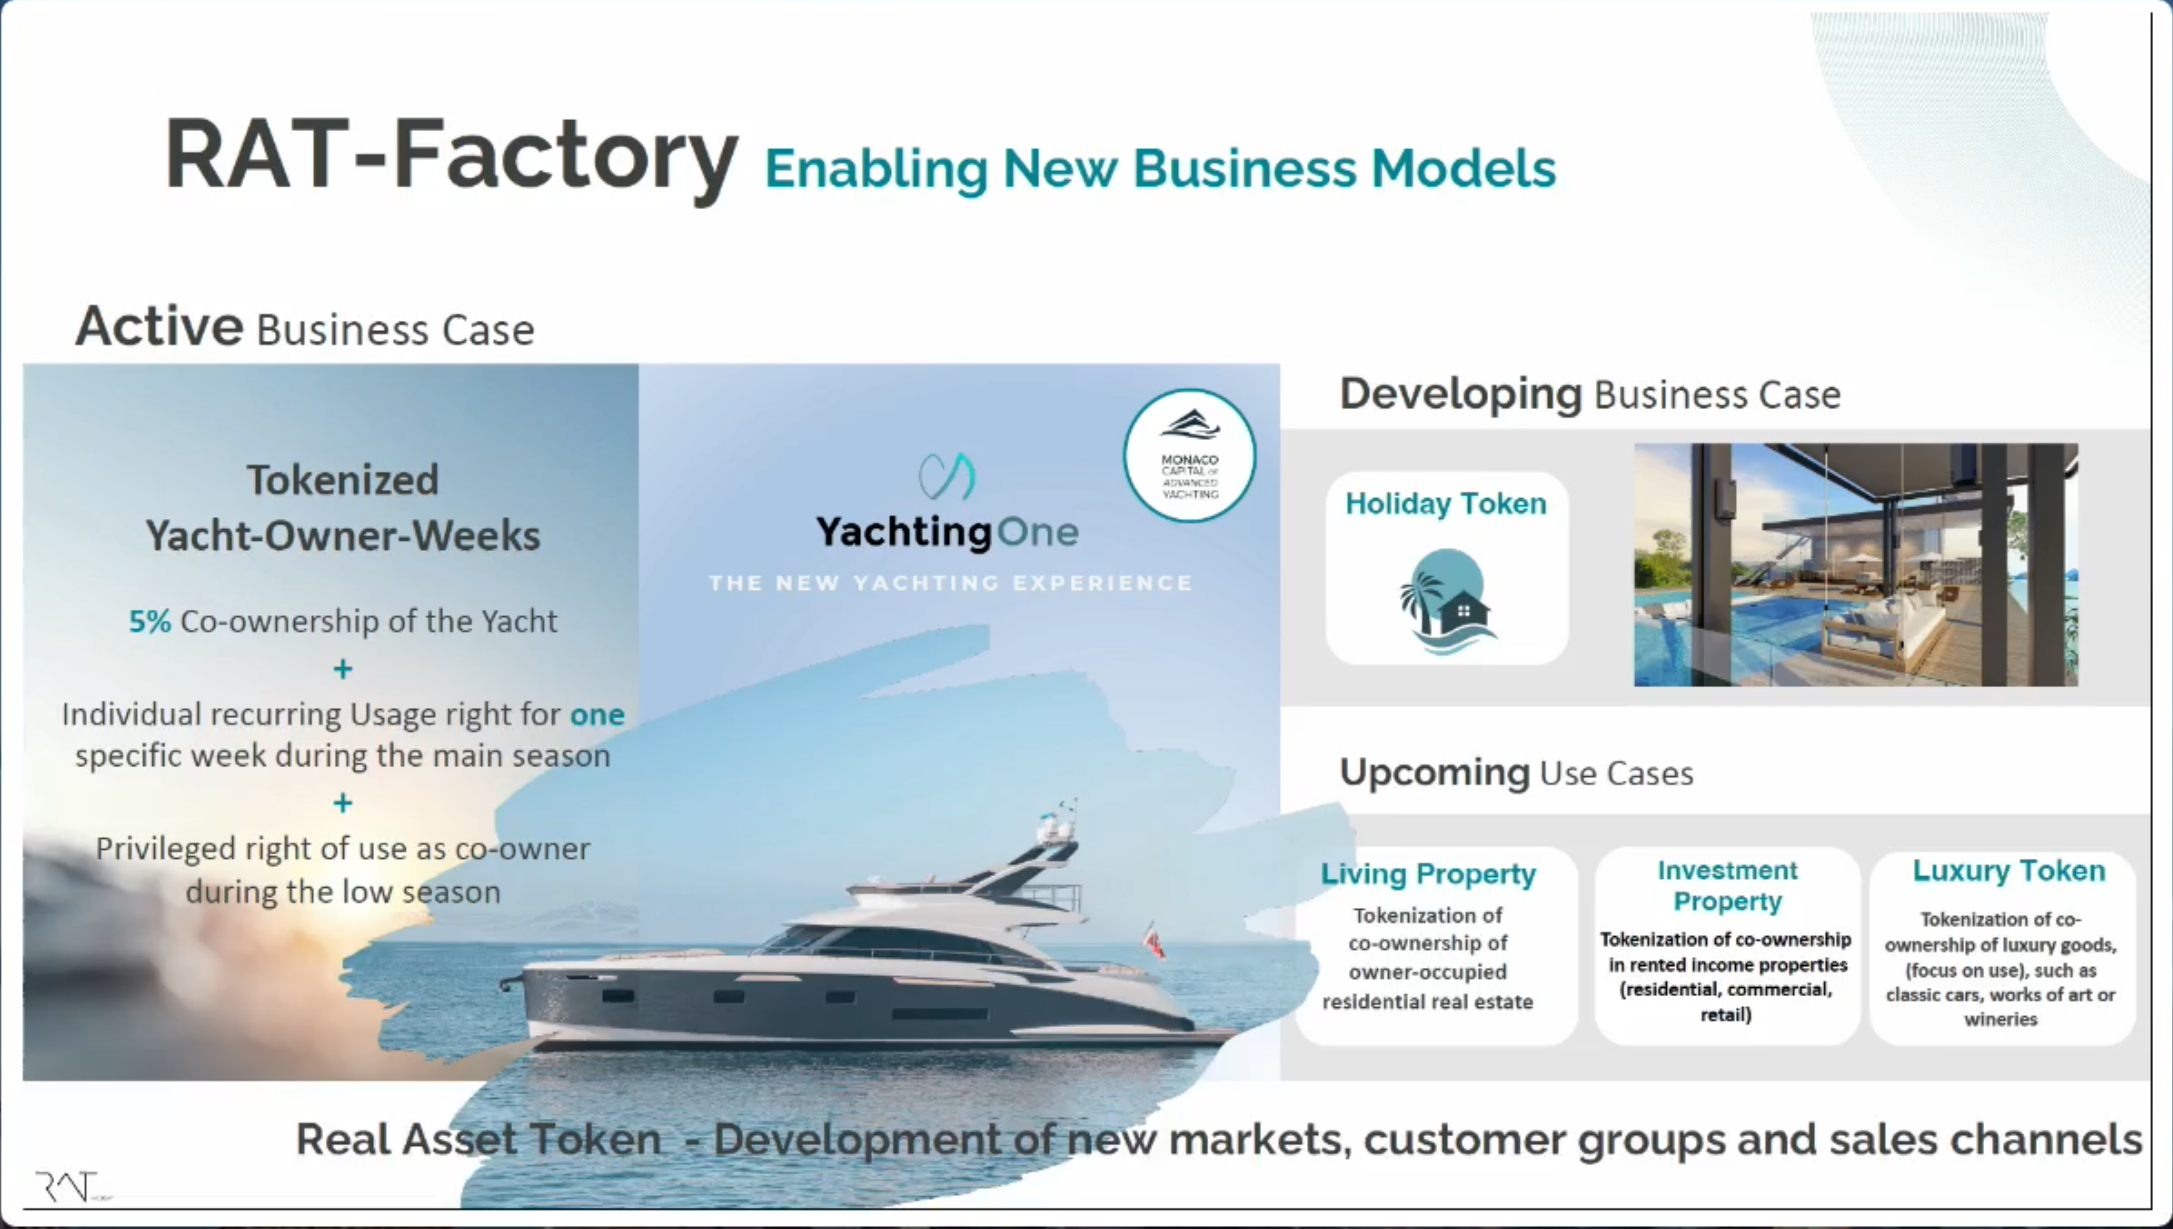 RAT-Factory Enabling New Business Models
Active Business Case
Tokenized
Yacht-Owner-Weeks
5% Co-ownership of the Yacht
+
Individual recurring Usage right for one
specific week during the main season
+
Privileged right of use as co-owner
during the low season
YachtingOne
THE NEW YACHTING EXPERIENCE
MONACO
CAPITAL OF
ADVANCED
YACHTING
Developing Business Case
Holiday Token
Upcoming Use Cases
Living Property
Tokenization of
co-ownership of
owner-occupied
residential real estate
Investment
Property
Tokenization of co-ownership
in rented income properties
(residential, commercial,
retail)
Luxury Token
Tokenization of co-
ownership of luxury goods,
(focus on use), such as
classic cars, works of art or
wineries
Real Asset Token - Development of new markets, customer groups and sales channels
RAT